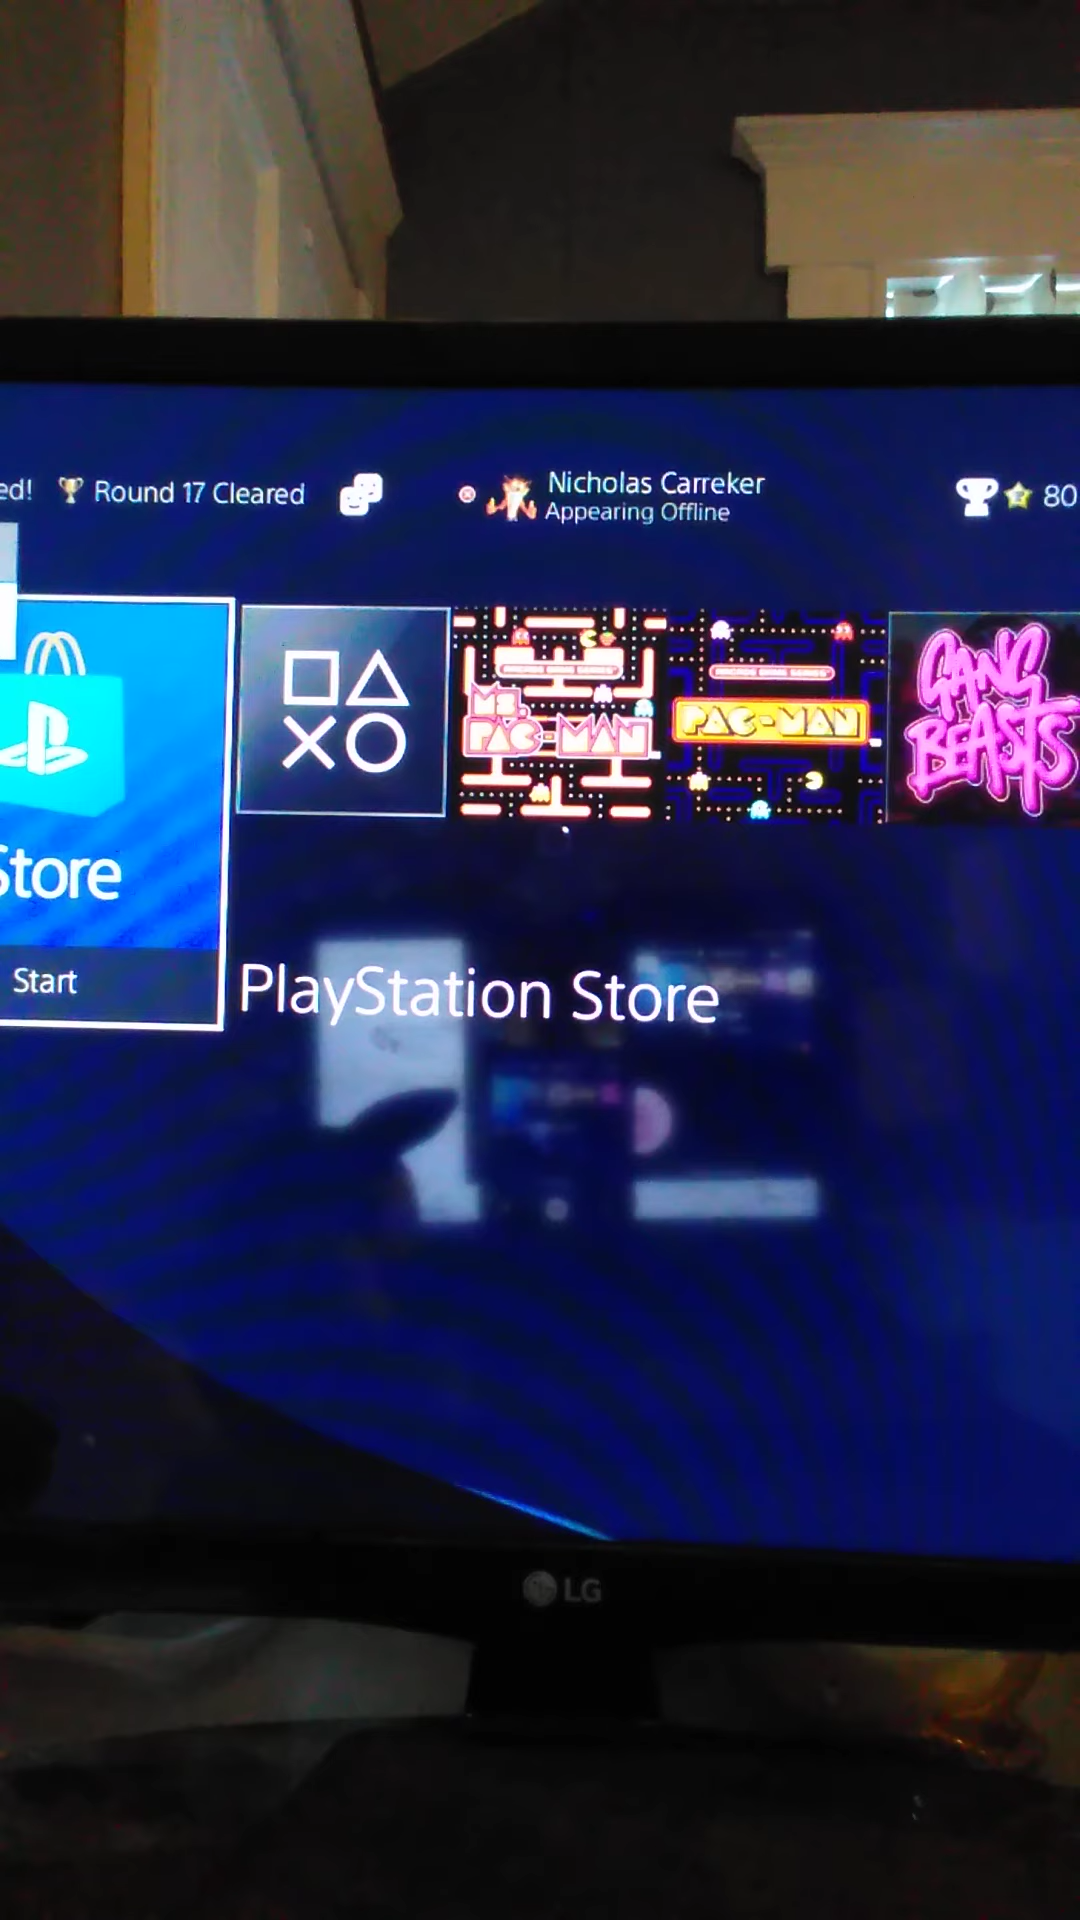 ed! Round 17 Cleared
Nicholas Carreker
Appearing Offline
80
MS.
PAC-MAN
PAC-MAN
GANG
BEASTS
Store
Start
PlayStation Store
LG